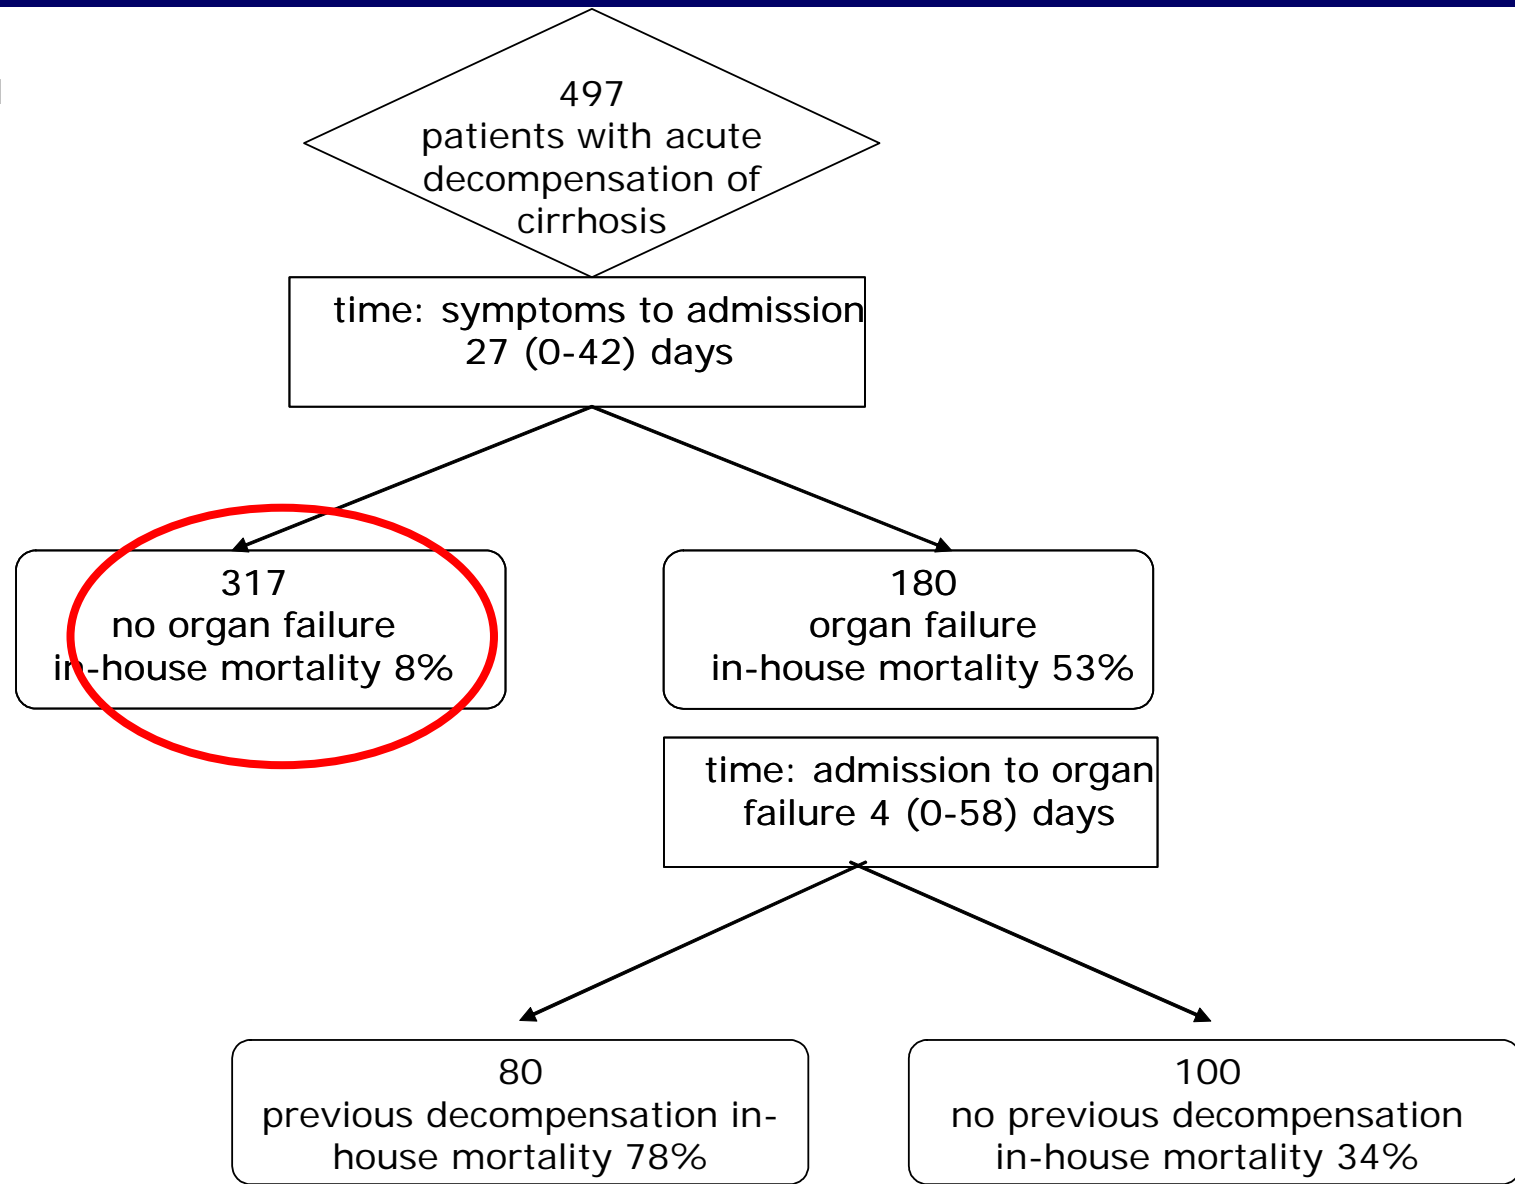 497
patients with acute
decompensation of
cirrhosis
time: symptoms to admission
27 (0-42) days
317
no organ failure
in-house mortality 8%
180
organ failure
in-house mortality 53%
time: admission to organ
failure 4 (0-58) days
80
previous decompensation in-
house mortality 78%
100
no previous decompensation
in-house mortality 34%